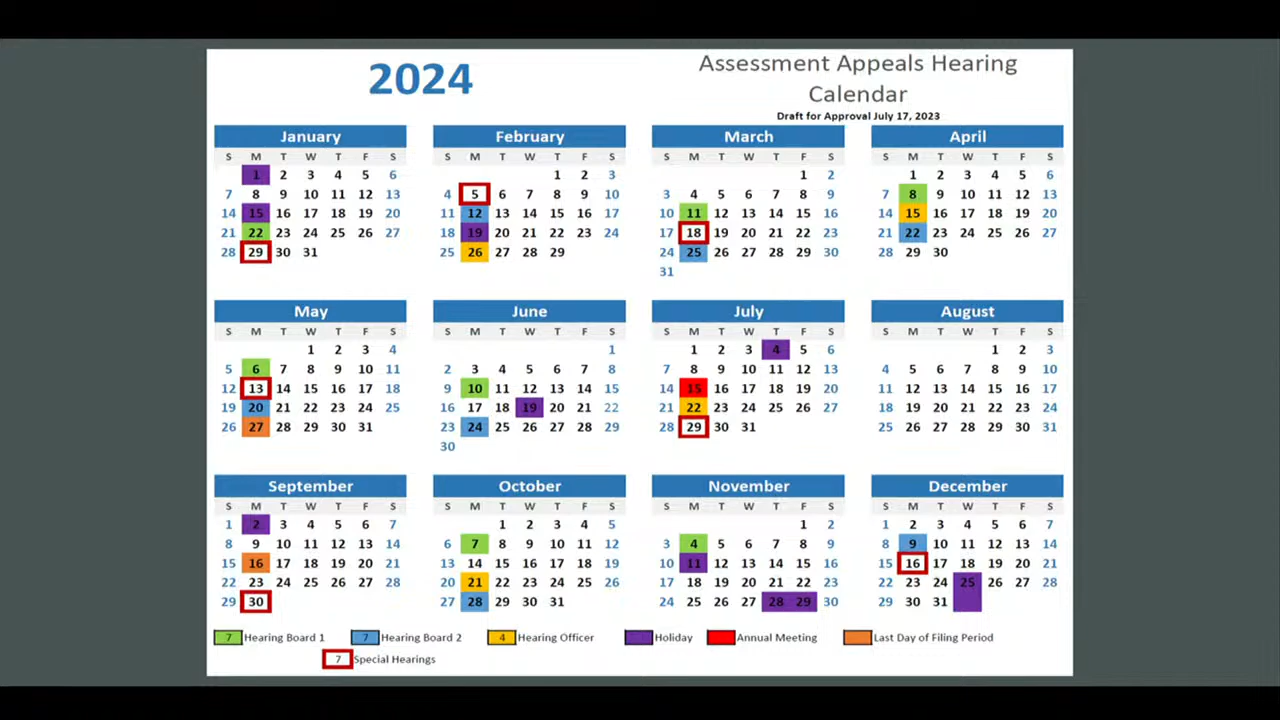 2024
Assessment Appeals Hearing
Calendar
Draft for Approval July 17, 2023
January February March April
S M T W T F S S M T W T F S S M T W T F S S M T W T F S
1 2 3 4 5 6 1 2 3 1 2 1 2 3 4 5 6
7 8 9 10 11 12 13 4 5 6 7 8 9 10 3 4 5 6 7 8 9 7 8 9 10 11 12 13
14 15 16 17 18 19 20 11 12 13 14 15 16 17 10 11 12 13 14 15 16 14 15 16 17 18 19 20
21 22 23 24 25 26 27 18 19 20 21 22 23 24 17 18 19 20 21 22 23 21 22 23 24 25 26 27
28 29 30 31 25 26 27 28 29 24 25 26 27 28 29 30 28 29 30
31
May June July August
S M T W T F S S M T W T F S S M T W T F S S M T W T F S
1 2 3 4 1 1 2 3 4 5 6 1 2 3
5 6 7 8 9 10 11 2 3 4 5 6 7 8 7 8 9 10 11 12 13 4 5 6 7 8 9 10
12 13 14 15 16 17 18 9 10 11 12 13 14 15 14 15 16 17 18 19 20 11 12 13 14 15 16 17
19 20 21 22 23 24 25 16 17 18 19 20 21 22 21 22 23 24 25 26 27 18 19 20 21 22 23 24
26 27 28 29 30 31 23 24 25 26 27 28 29 28 29 30 31 25 26 27 28 29 30 31
30
September October November December
S M T W T F S S M T W T F S S M T W T F S S M T W T F S
1 2 3 4 5 6 7 1 2 3 4 5 1 2 1 2 3 4 5 6 7
8 9 10 11 12 13 14 6 7 8 9 10 11 12 3 4 5 6 7 8 9 8 9 10 11 12 13 14
15 16 17 18 19 20 21 13 14 15 16 17 18 19 10 11 12 13 14 15 16 15 16 17 18 19 20 21
22 23 24 25 26 27 28 20 21 22 23 24 25 26 17 18 19 20 21 22 23 22 23 24 25 26 27 28
29 30 27 28 29 30 31 24 25 26 27 28 29 30 29 30 31
7 Hearing Board 1 7 Hearing Board 2 4 Hearing Officer Holiday Annual Meeting Last Day of Filing Period
7 Special Hearings